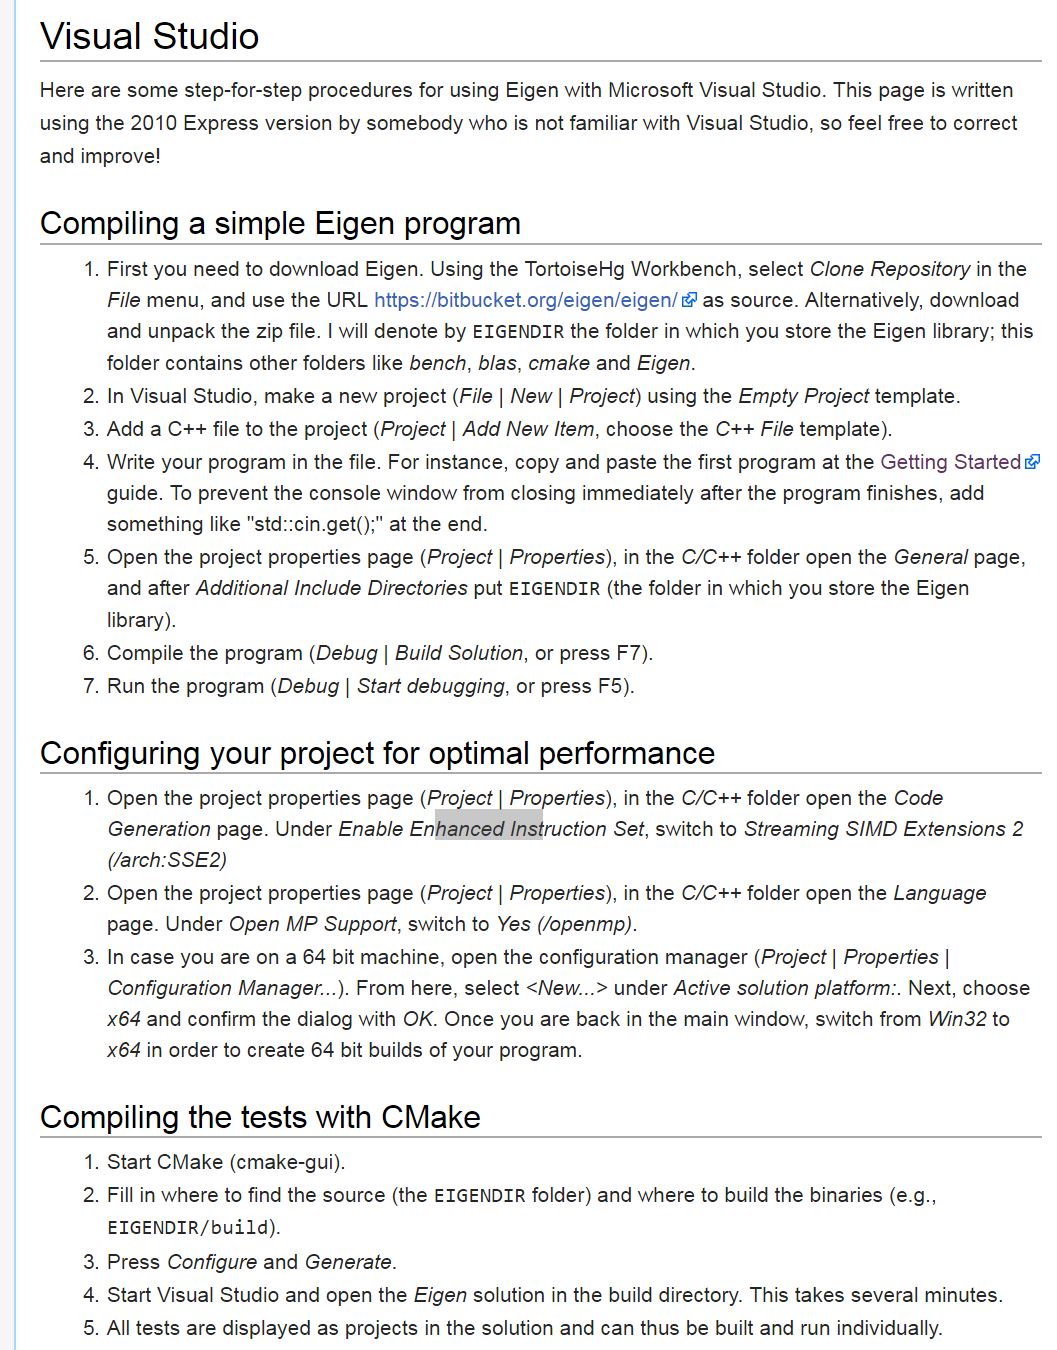 Visual Studio
Here are some step-for-step procedures for using Eigen with Microsoft Visual Studio. This page is written
using the 2010 Express version by somebody who is not familiar with Visual Studio, so feel free to correct
and improve!
Compiling a simple Eigen program
1. First you need to download Eigen. Using the TortoiseHg Workbench, select Clone Repository in the
File menu, and use the URL https://bitbucket.org/eigen/eigen/ as source. Alternatively, download
and unpack the zip file. I will denote by EIGENDIR the folder in which you store the Eigen library; this
folder contains other folders like bench, blas, cmake and Eigen.
2. In Visual Studio, make a new project (File | New | Project) using the Empty Project template.
3. Add a C++ file to the project (Project | Add New Item, choose the C++ File template).
4. Write your program in the file. For instance, copy and paste the first program at the Getting Started
guide. To prevent the console window from closing immediately after the program finishes, add
something like "std::cin.get();" at the end.
5. Open the project properties page (Project | Properties), in the C/C++ folder open the General page,
and after Additional Include Directories put EIGENDIR (the folder in which you store the Eigen
library).
6. Compile the program (Debug | Build Solution, or press F7).
7. Run the program (Debug | Start debugging, or press F5).
Configuring your project for optimal performance
1. Open the project properties page (Project | Properties), in the C/C++ folder open the Code
Generation page. Under Enable Enhanced Instruction Set, switch to Streaming SIMD Extensions 2
(/arch:SSE2)
2. Open the project properties page (Project | Properties), in the C/C++ folder open the Language
page. Under Open MP Support, switch to Yes (/openmp).
3. In case you are on a 64 bit machine, open the configuration manager (Project | Properties |
Configuration Manager...). From here, select <New...> under Active solution platform:. Next, choose
x64 and confirm the dialog with OK. Once you are back in the main window, switch from Win32 to
x64 in order to create 64 bit builds of your program.
Compiling the tests with CMake
1. Start CMake (cmake-gui).
2. Fill in where to find the source (the EIGENDIR folder) and where to build the binaries (e.g.,
EIGENDIR/build).
3. Press Configure and Generate.
4. Start Visual Studio and open the Eigen solution in the build directory. This takes several minutes.
5. All tests are displayed as projects in the solution and can thus be built and run individually.